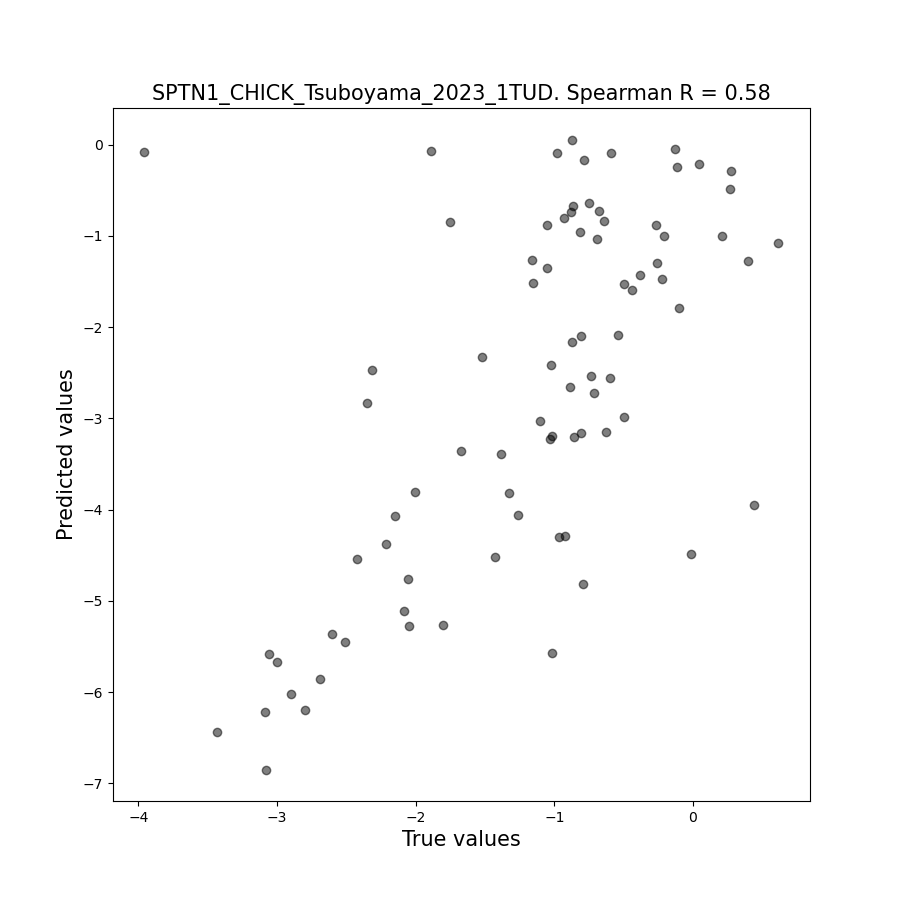 SPTN1_CHICK_Tsuboyama_2023_1TUD. Spearman R = 0.58
0
−1
−2
−3
−4
−5
−6
−7
Predicted values
−4 −3 −2 −1 0
True values